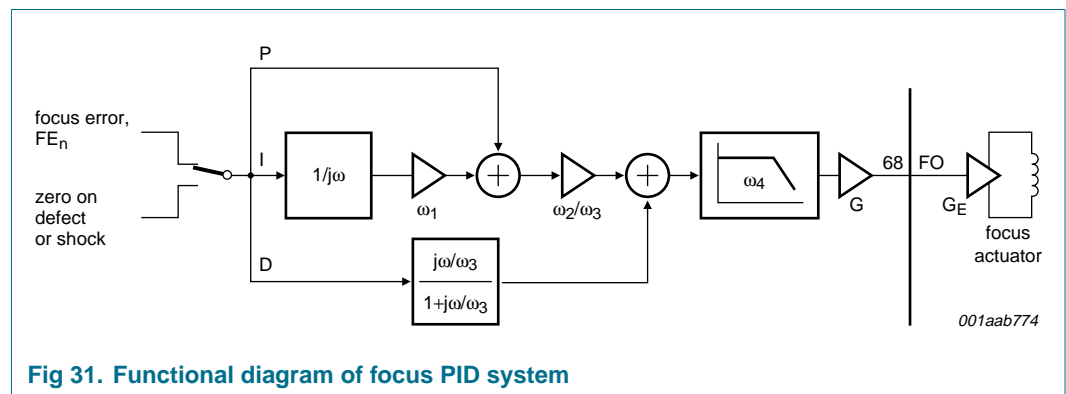 P
focus error,
FEn
I
1/jω
ω1
ω2/ω3
ω4
G
68
FO
GE
focus
actuator
zero on
defect
or shock
D
jω/ω3
1+jω/ω3
001aab774
Fig 31. Functional diagram of focus PID system